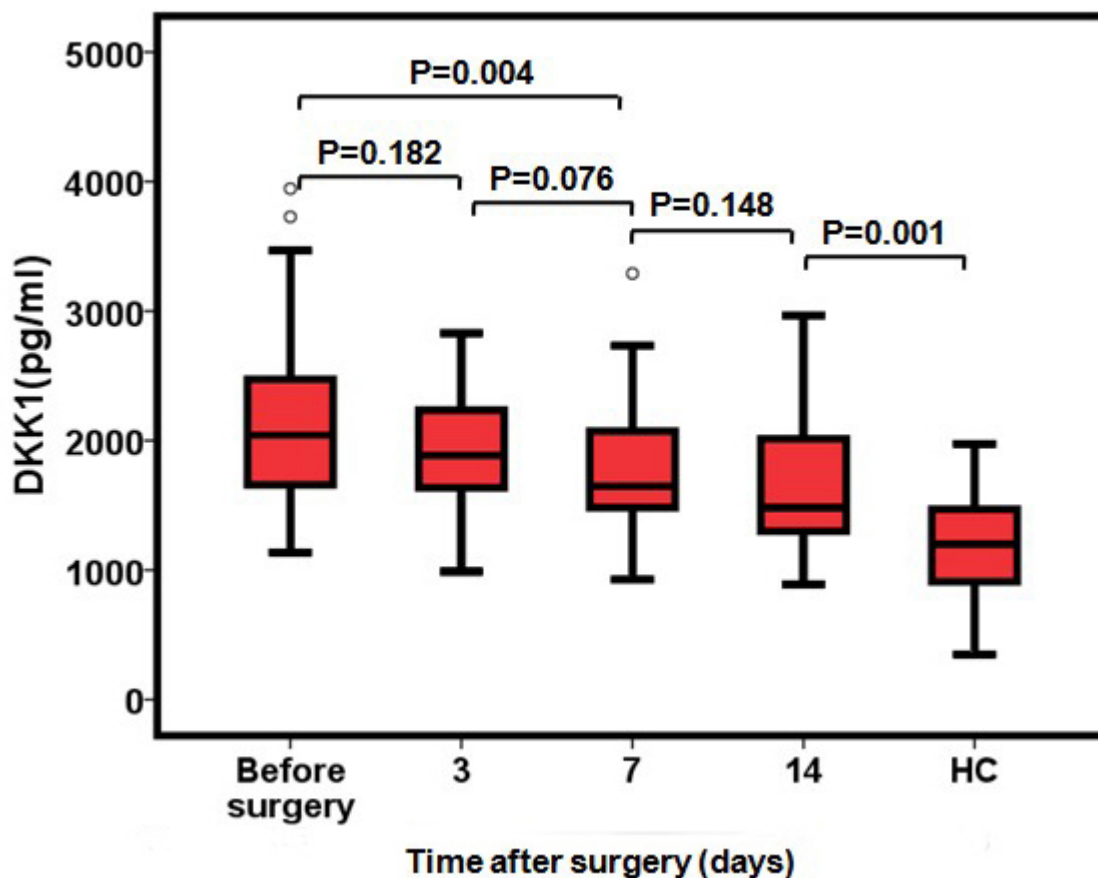 5000
4000
3000
2000
1000
0
DKK1(pg/ml)
P=0.004
P=0.182
P=0.076
P=0.148
P=0.001
Before
surgery
3
7
14
HC
Time after surgery (days)